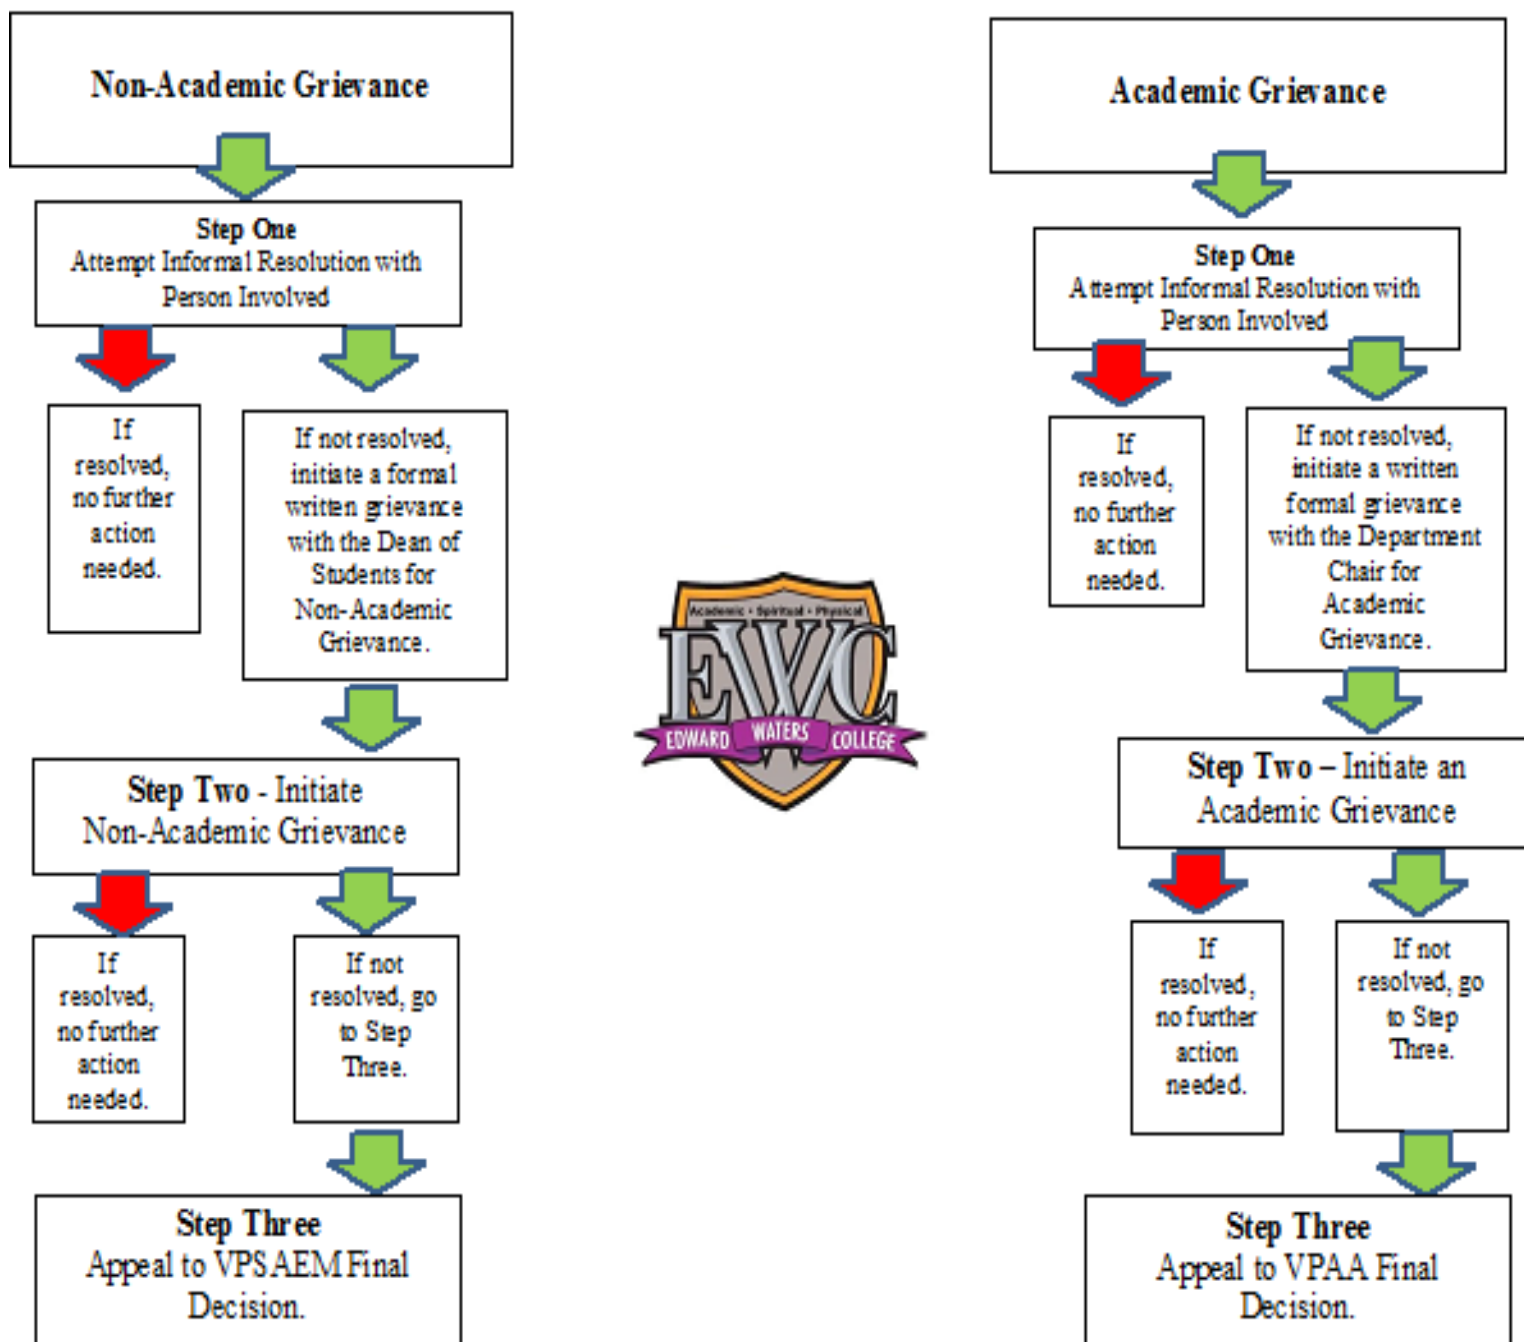 Non-Academic Grievance
Step One
Attempt Informal Resolution with
Person Involved
If
resolved,
no further
action
needed.
If not resolved,
initiate a formal
written grievance
with the Dean of
Students for
Non-Academic
Grievance.
Step Two - Initiate
Non-Academic Grievance
If
resolved,
no further
action
needed.
If not
resolved, go
to Step
Three.
Step Three
Appeal to VPSAEM Final
Decision.
Academic • Spiritual • Physical
EWC
EDWARD WATERS COLLEGE
Academic Grievance
Step One
Attempt Informal Resolution with
Person Involved
If
resolved,
no further
action
needed.
If not resolved,
initiate a written
formal grievance
with the Department
Chair for
Academic
Grievance.
Step Two – Initiate an
Academic Grievance
If
resolved,
no further
action
needed.
If not
resolved, go
to Step
Three.
Step Three
Appeal to VPAA Final
Decision.